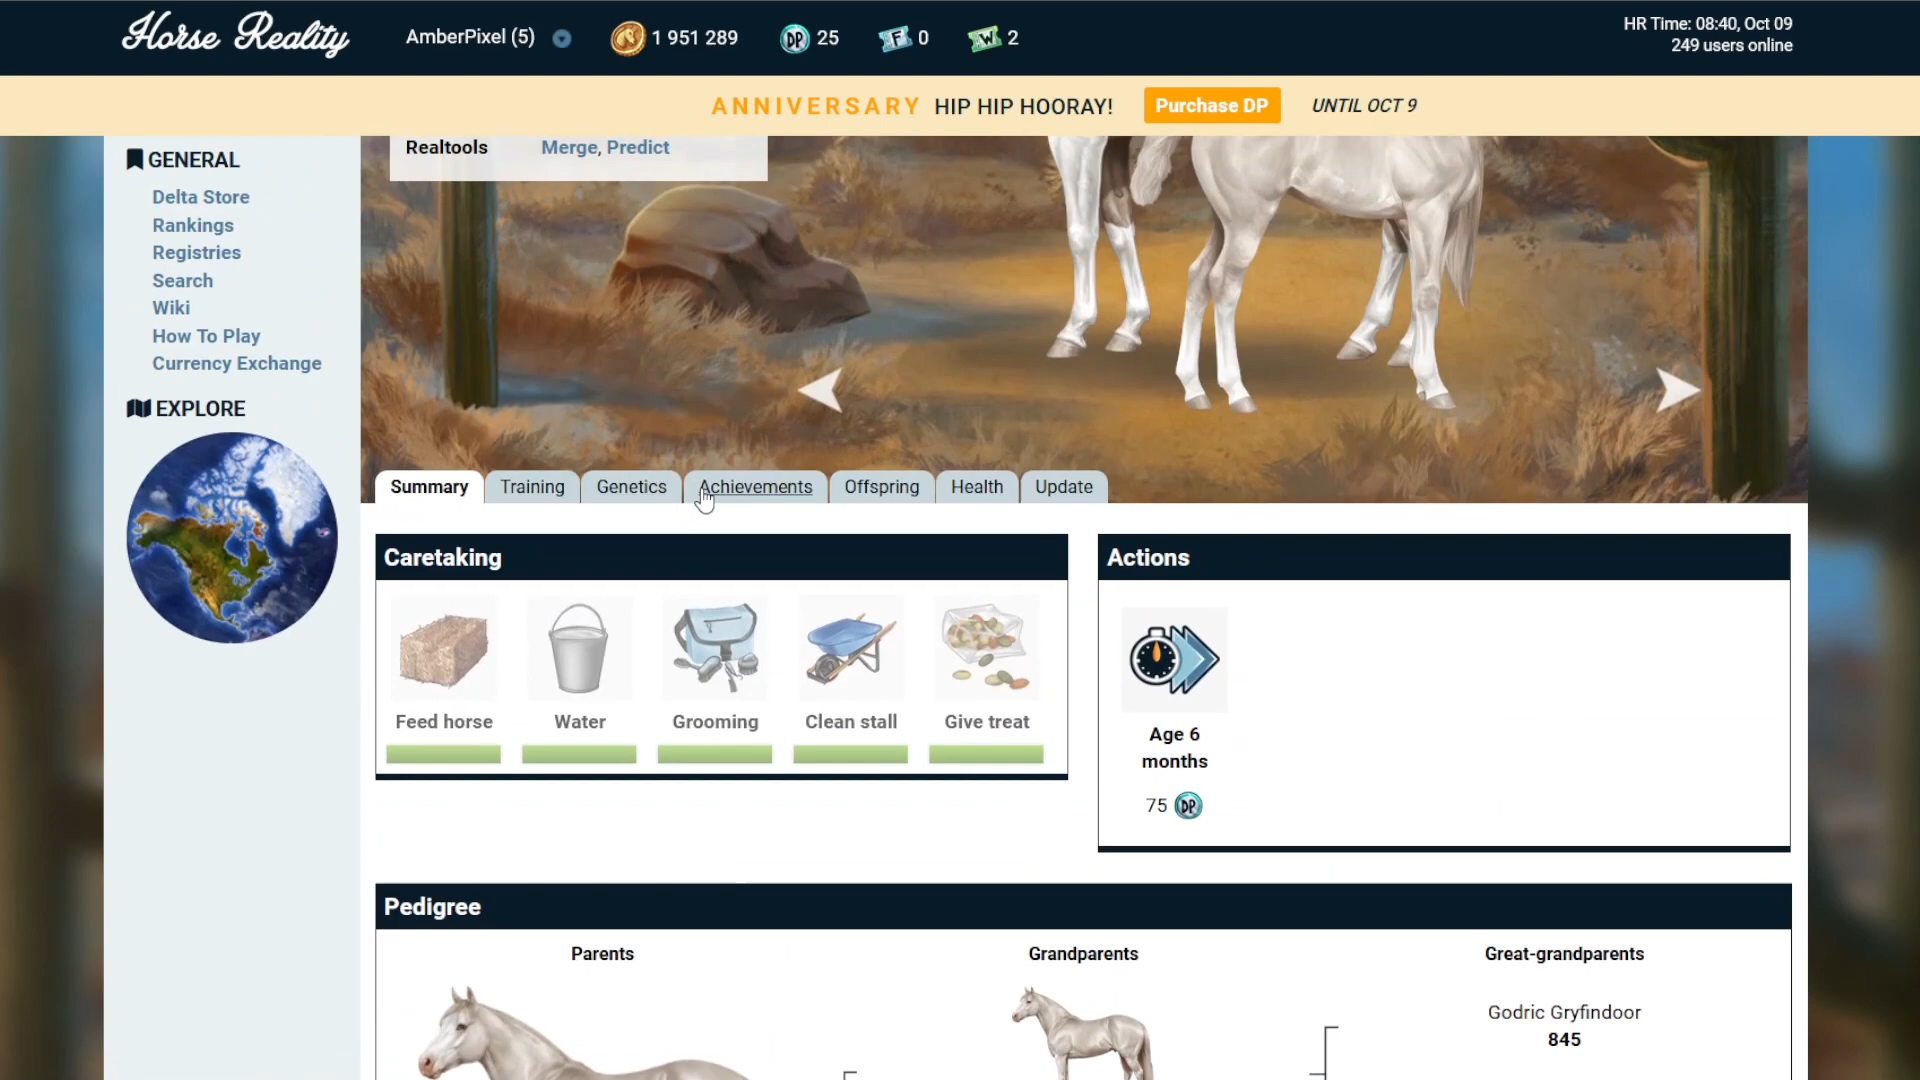 Horse Reality
AmberPixel (5)
1 951 289
DP
25
F
0
W
2
HR Time: 08:40, Oct 09
249 users online
ANNIVERSARY HIP HIP HOORAY!
Purchase DP
UNTIL OCT 9
GENERAL
Delta Store
Rankings
Registries
Search
Wiki
How To Play
Currency Exchange
EXPLORE
Realtools
Merge, Predict
Summary
Training
Genetics
Achievements
Offspring
Health
Update
Caretaking
Feed horse
Water
Grooming
Clean stall
Give treat
Actions
Age 6
months
75 DP
Pedigree
Parents
Grandparents
Great-grandparents
Godric Gryfindoor
845